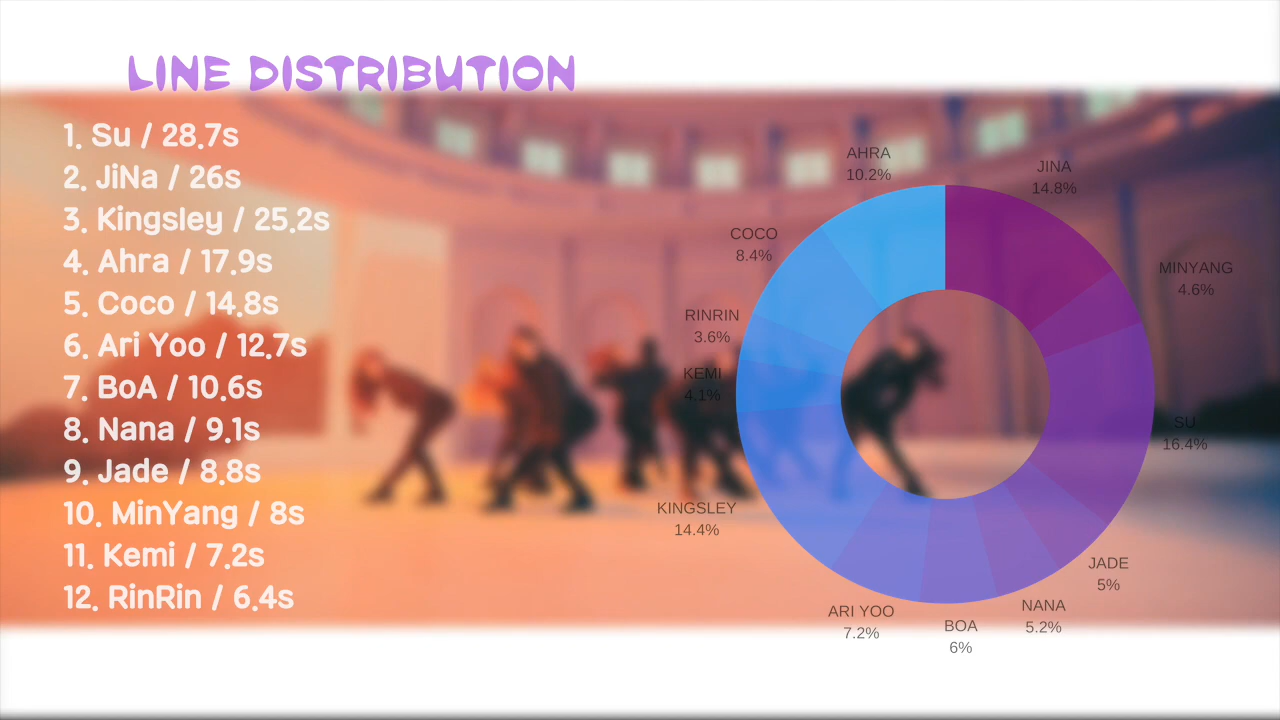 LINE DISTRIBUTION
1. Su / 28.7s
2. JiNa / 26s
3. Kingsley / 25.2s
4. Ahra / 17.9s
5. Coco / 14.8s
6. Ari Yoo / 12.7s
7. BoA / 10.6s
8. Nana / 9.1s
9. Jade / 8.8s
10. MinYang / 8s
11. Kemi / 7.2s
12. RinRin / 6.4s
AHRA
10.2%
JINA
14.8%
COCO
8.4%
MINYANG
4.6%
RINRIN
3.6%
KEMI
4.1%
SU
16.4%
KINGSLEY
14.4%
JADE
5%
ARI YOO
7.2%
BOA
6%
NANA
5.2%